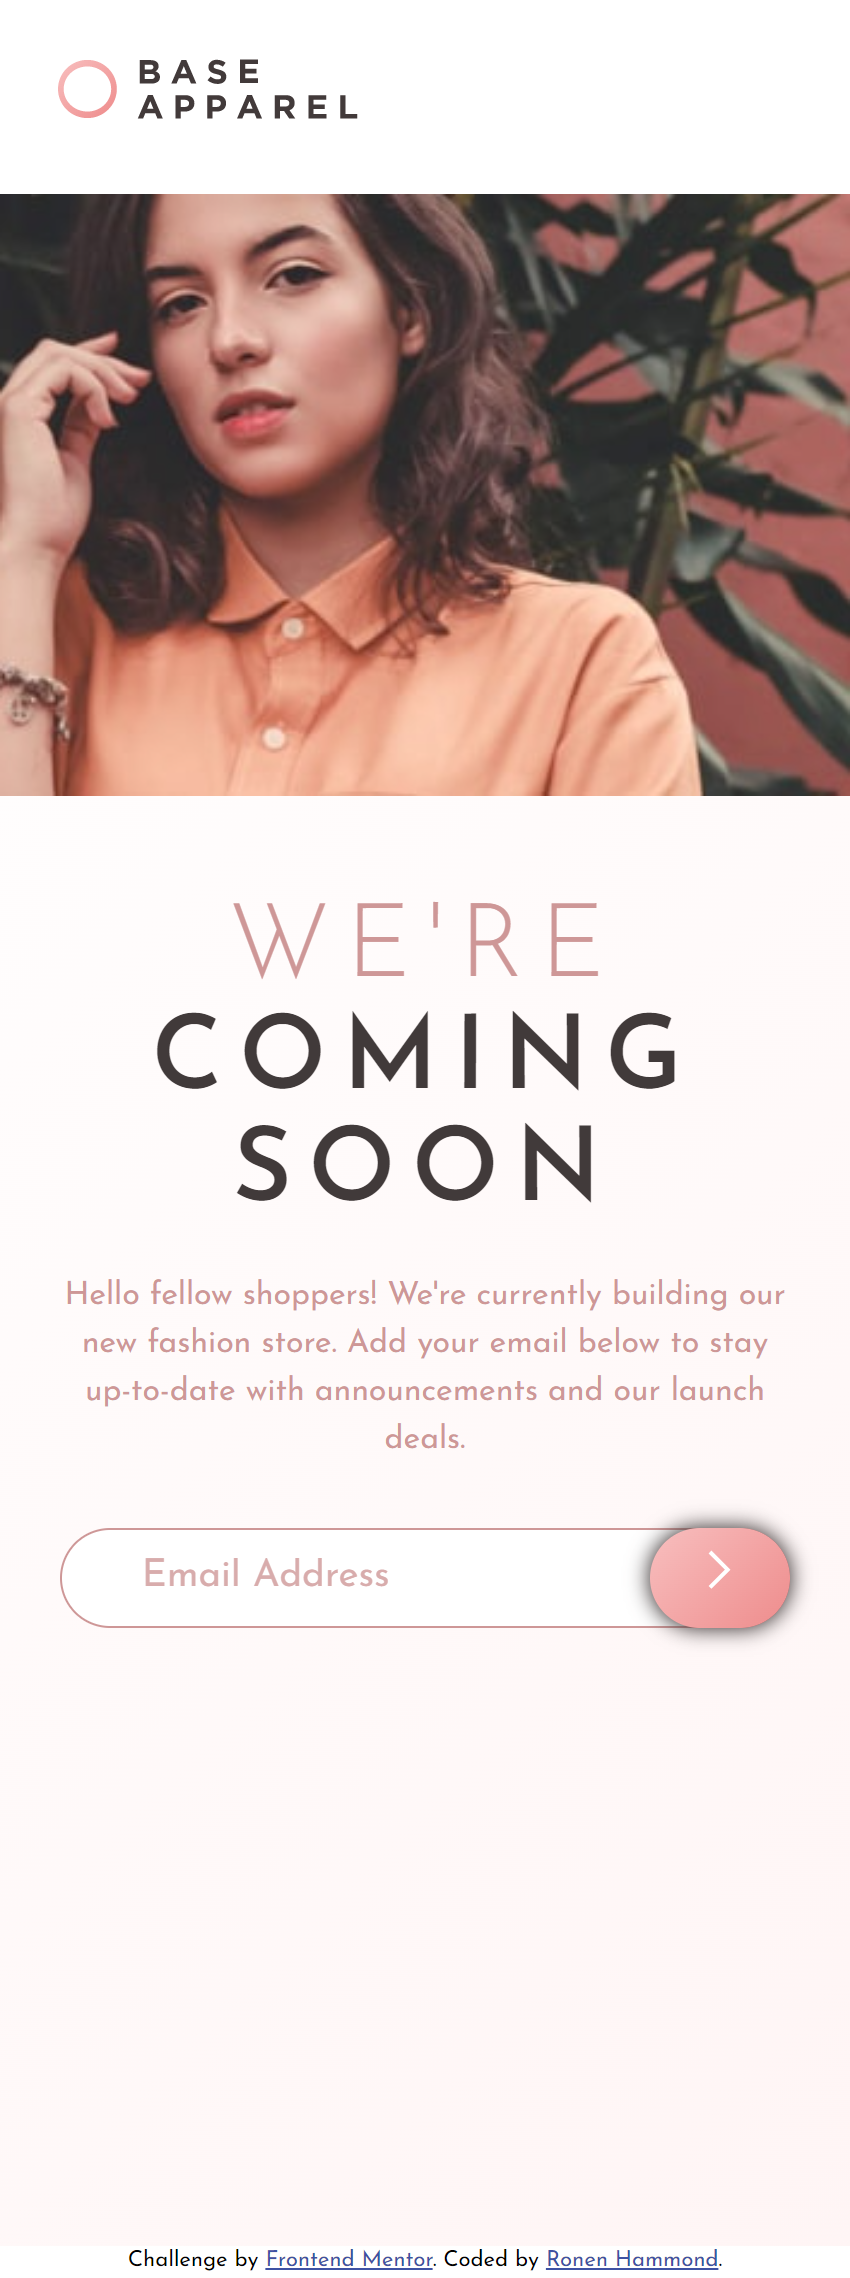 BASE
APPAREL
WE'RE
COMING
SOON
Hello fellow shoppers! We're currently building our
new fashion store. Add your email below to stay
up-to-date with announcements and our launch
deals.
Email Address
Challenge by Frontend Mentor. Coded by Ronen Hammond.